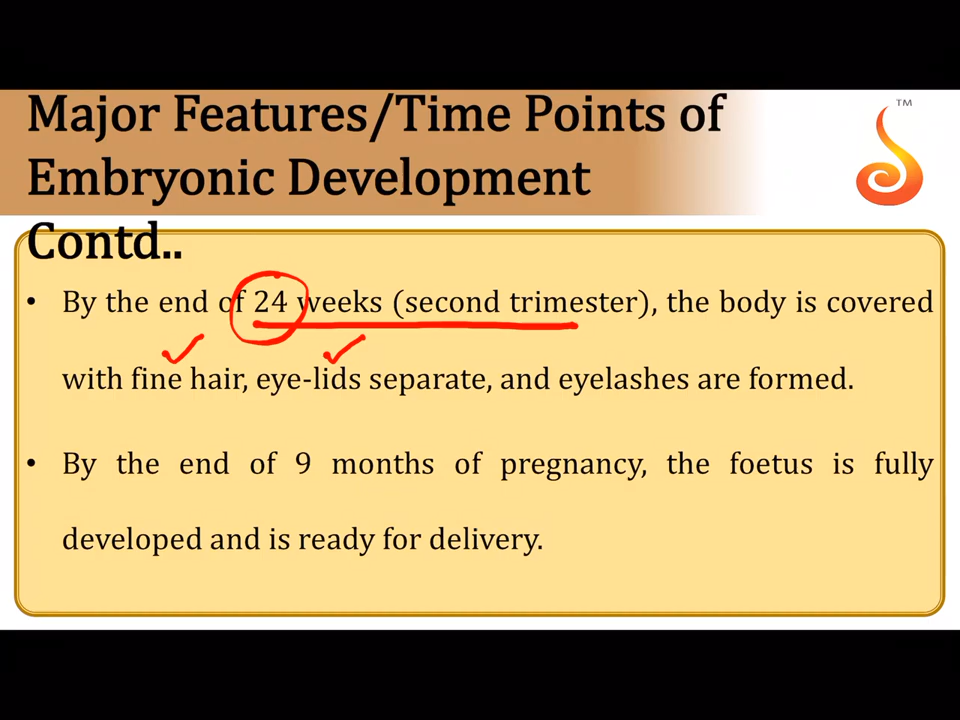 Major Features/Time Points of
Embryonic Development
Contd..
TM
• By the end of 24 weeks (second trimester), the body is covered
with fine hair, eye-lids separate, and eyelashes are formed.
• By the end of 9 months of pregnancy, the foetus is fully
developed and is ready for delivery.